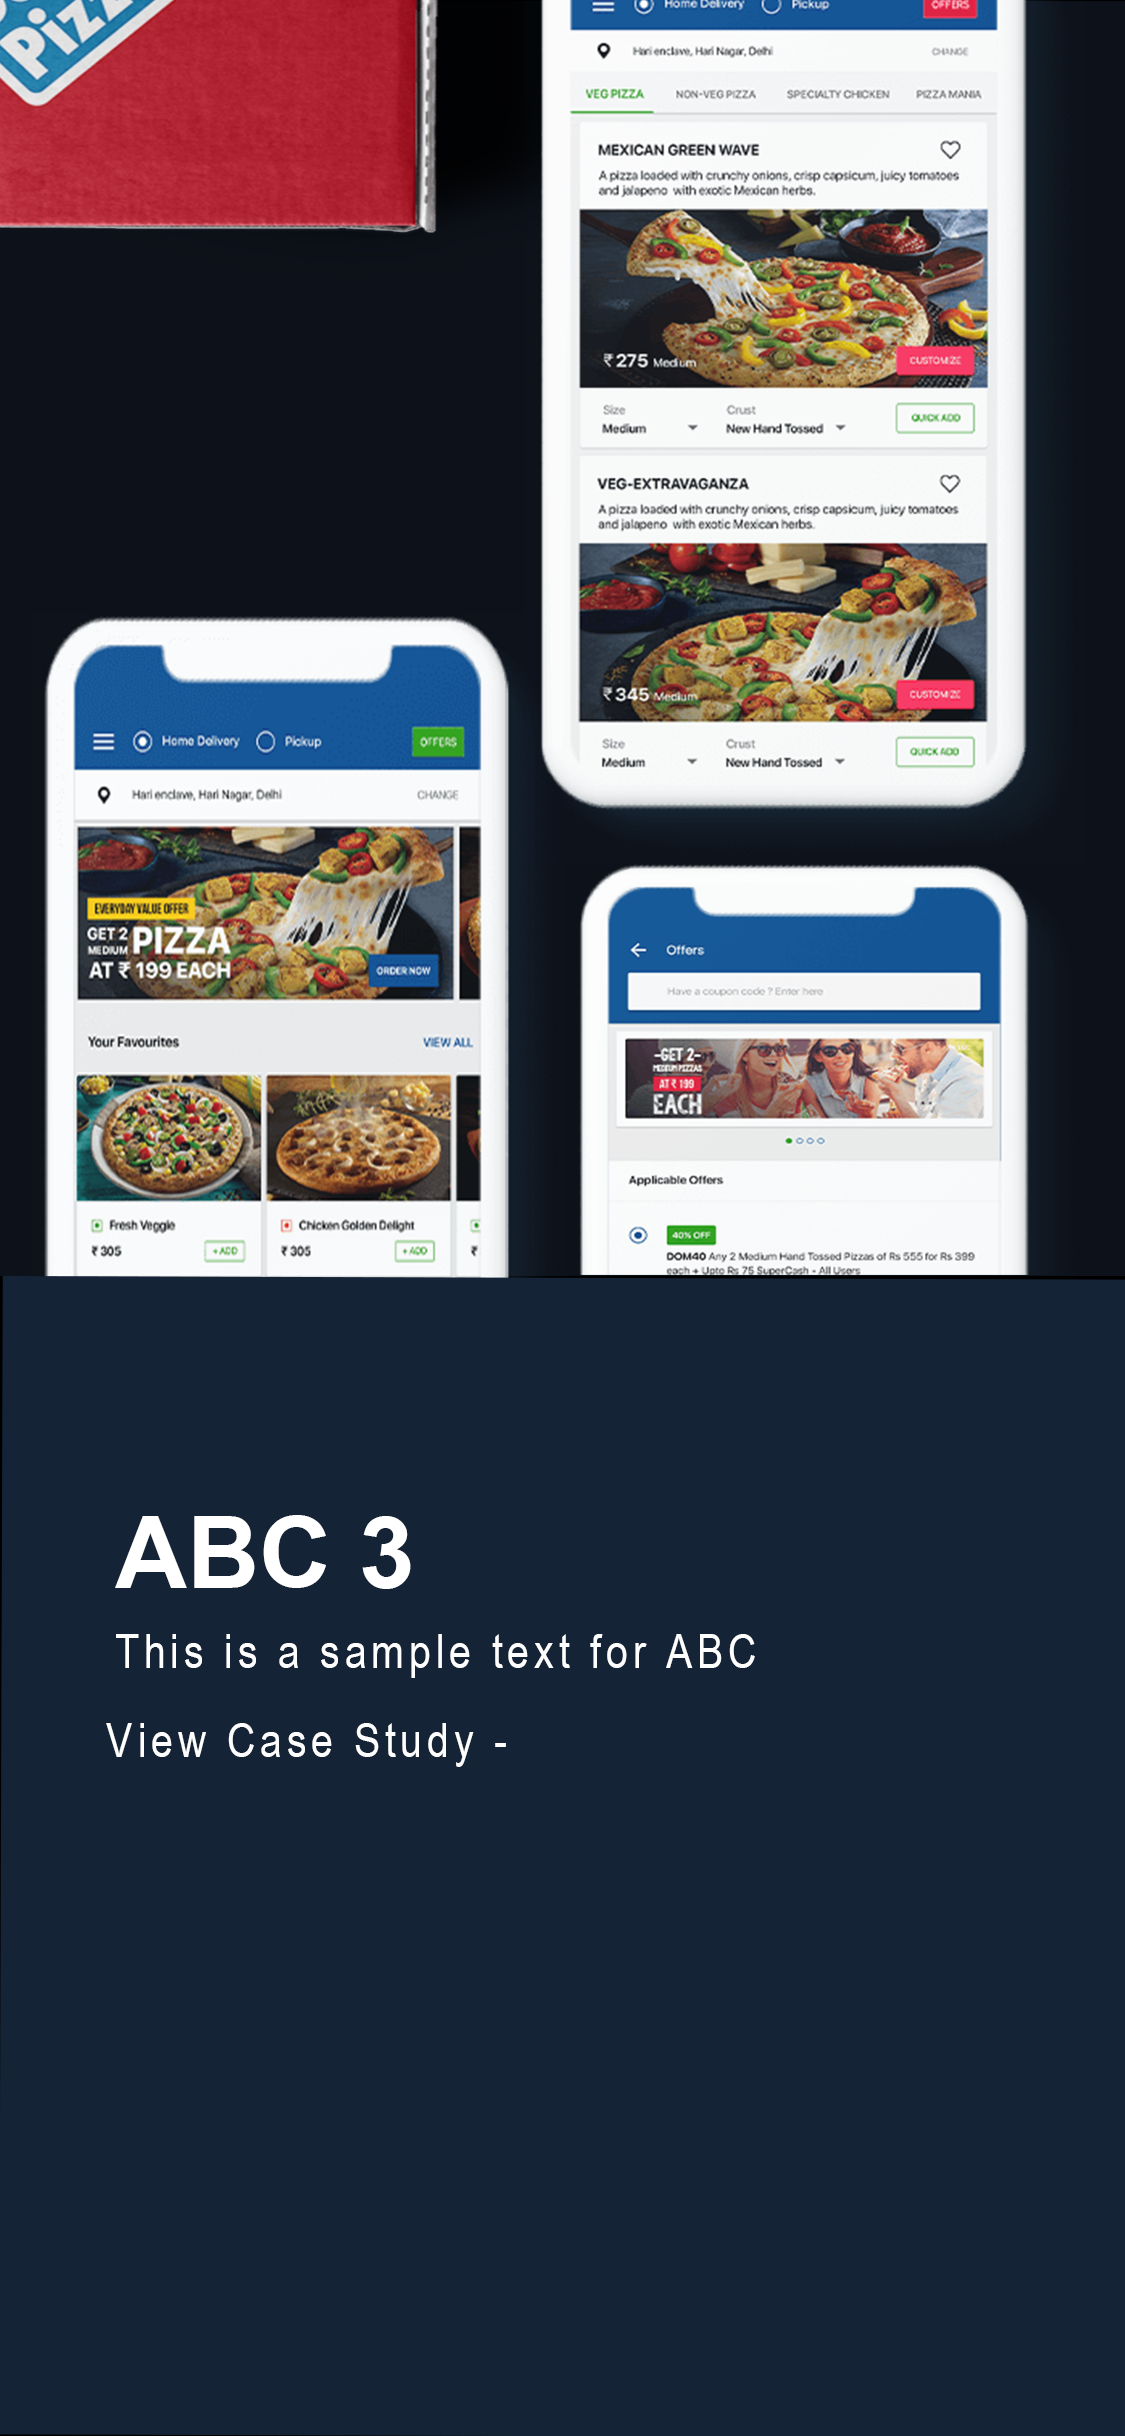 Pizz
Home Delivery Pickup OFFERS
Hari enclave, Hari Nagar, Delhi CHANGE
VEG PIZZA NON-VEG PIZZA SPECIALTY CHICKEN PIZZA MANIA
MEXICAN GREEN WAVE
A pizza loaded with crunchy onions, crisp capsicum, juicy tomatoes
and jalapeno with exotic Mexican herbs.
₹ 275 Medium CUSTOMIZE
Size Crust
Medium New Hand Tossed QUICK ADD
VEG-EXTRAVAGANZA
A pizza loaded with crunchy onions, crisp capsicum, juicy tomatoes
and jalapeno with exotic Mexican herbs.
₹ 345 Medium CUSTOMIZE
Size Crust
Medium New Hand Tossed QUICK ADD
Home Delivery Pickup OFFERS
Hari enclave, Hari Nagar, Delhi CHANGE
EVERYDAY VALUE OFFER
GET 2 MEDIUM PIZZA
AT ₹ 199 EACH
ORDER NOW
Your Favourites VIEW ALL
Fresh Veggie Chicken Golden Delight
₹ 305 + ADD ₹ 305 + ADD ₹
Offers
Have a coupon code ? Enter here
-GET 2-
MEDIUM PIZZAS
AT ₹ 199
EACH
Applicable Offers
40% OFF
DOM40 Any 2 Medium Hand Tossed Pizzas of Rs 555 for Rs 399
each + Upto Rs 75 SuperCash - All Users
ABC 3
This is a sample text for ABC
View Case Study -